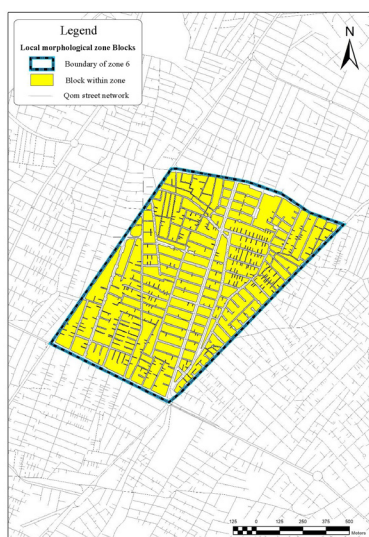 Legend
Local morphological zone Blocks
Boundary of zone 6
Block within zone
Qom street network
N
125 0 125 250 375 500
Meters